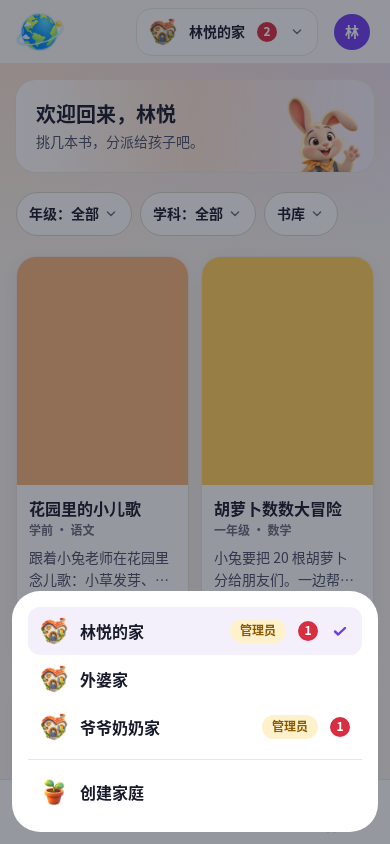 林悦的家 2
林
欢迎回来，林悦
挑几本书，分派给孩子吧。
年级：全部
学科：全部
书库
花园里的小儿歌
学前 · 语文
跟着小兔老师在花园里
念儿歌：小草发芽、…
胡萝卜数数大冒险
一年级 · 数学
小兔要把 20 根胡萝卜
分给朋友们。一边帮…
林悦的家 管理员 1
外婆家
爷爷奶奶家 管理员 1
创建家庭